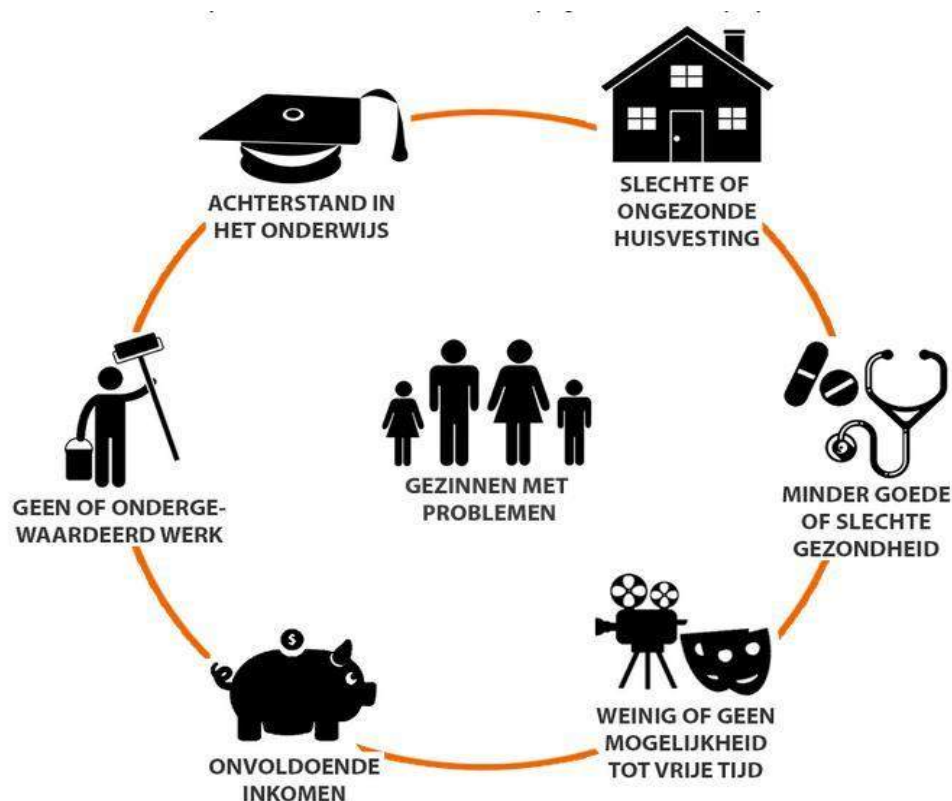 ACHTERSTAND IN
HET ONDERWIJS
SLECHTE OF
ONGEZONDE
HUISVESTING
GEEN OF ONDERGE-
WAARDEERD WERK
GEZINNEN MET
PROBLEMEN
MINDER GOEDE
OF SLECHTE
GEZONDHEID
$
ONVOLDOENDE
INKOMEN
WEINIG OF GEEN
MOGELIJKHEID
TOT VRIJE TIJD